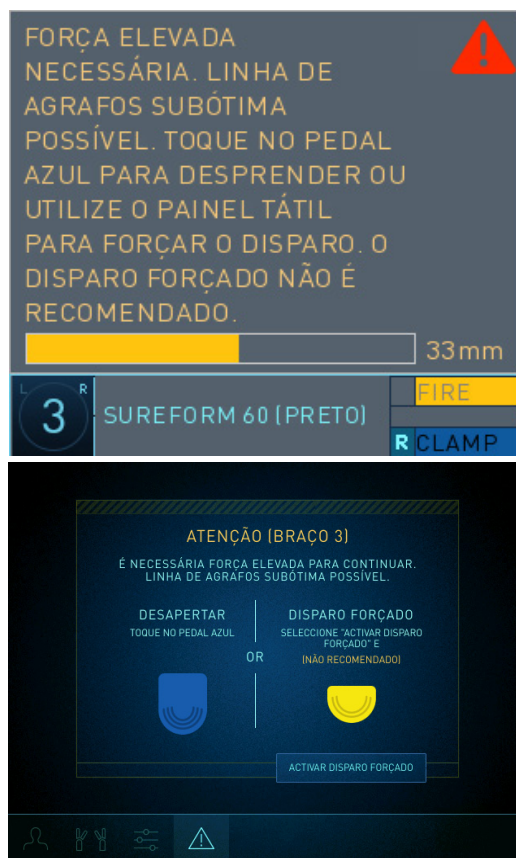 FORÇA ELEVADA
NECESSÁRIA. LINHA DE
AGRAFOS SUBÓTIMA
POSSÍVEL. TOQUE NO PEDAL
AZUL PARA DESPRENDER OU
UTILIZE O PAINEL TÁTIL
PARA FORÇAR O DISPARO. O
DISPARO FORÇADO NÃO É
RECOMENDADO.
33mm
L R
3
SUREFORM 60 (PRETO)
FIRE
R CLAMP
ATENÇÃO (BRAÇO 3)
É NECESSÁRIA FORÇA ELEVADA PARA CONTINUAR.
LINHA DE AGRAFOS SUBÓTIMA POSSÍVEL.
DESAPERTAR
TOQUE NO PEDAL AZUL
OR
DISPARO FORÇADO
SELECCIONE "ACTIVAR DISPARO
FORÇADO" E
(NÃO RECOMENDADO)
ACTIVAR DISPARO FORÇADO